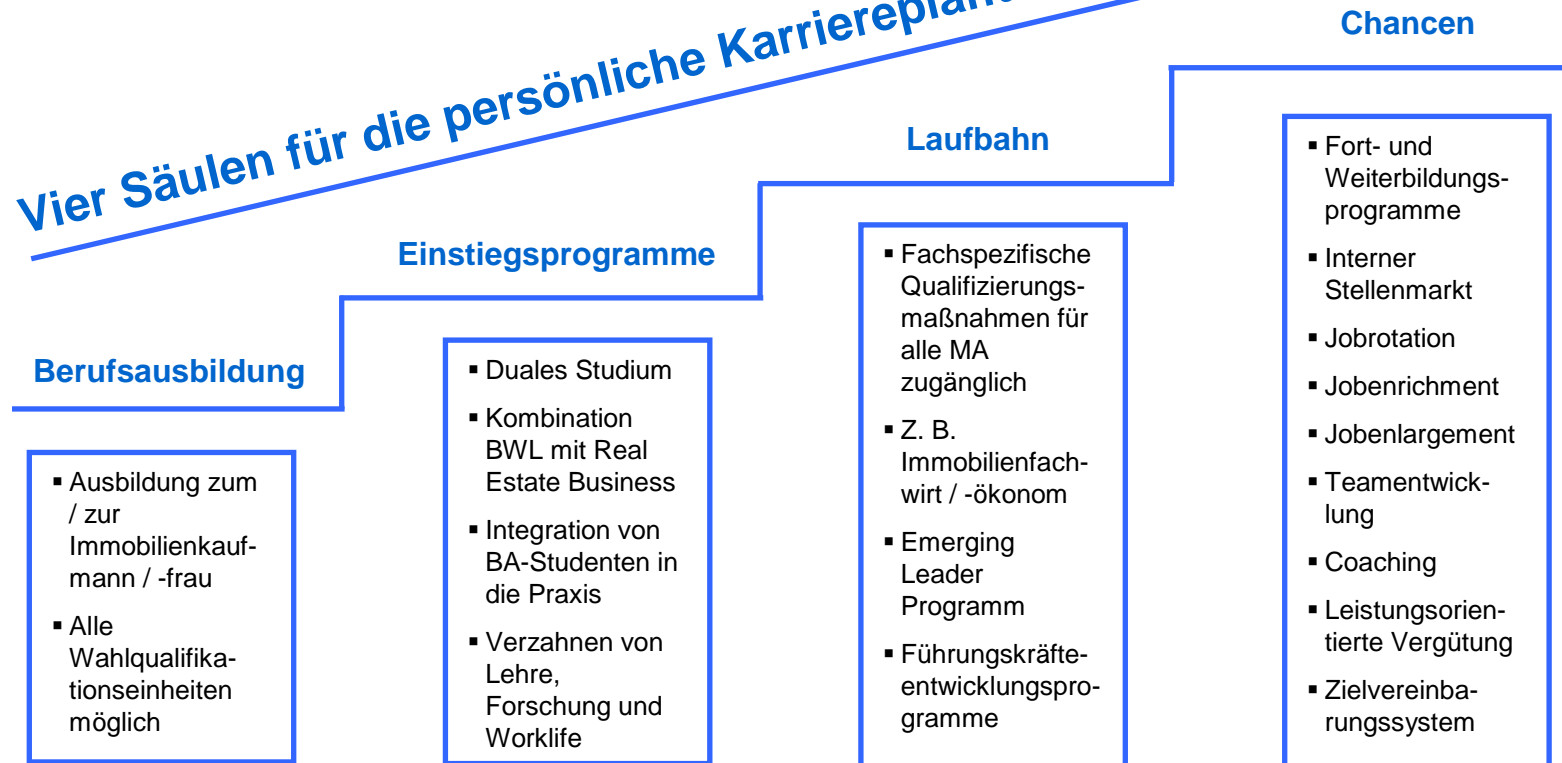 Vier Säulen für die persönliche
Berufsausbildung
▪ Ausbildung zum
/ zur
Immobilienkauf-
mann / -frau
▪ Alle
Wahlqualifika-
tionseinheiten
möglich
Einstiegsprogramme
▪ Duales Studium
▪ Kombination
BWL mit Real
Estate Business
▪ Integration von
BA-Studenten in
die Praxis
▪ Verzahnen von
Lehre,
Forschung und
Worklife
Laufbahn
▪ Fachspezifische
Qualifizierungs-
maßnahmen für
alle MA
zugänglich
▪ Z. B.
Immobilienfach-
wirt / -ökonom
▪ Emerging
Leader
Programm
▪ Führungskräfte-
entwicklungspro-
gramme
Chancen
▪ Fort- und
Weiterbildungs-
programme
▪ Interner
Stellenmarkt
▪ Jobrotation
▪ Jobenrichment
▪ Jobenlargement
▪ Teamentwick-
lung
▪ Coaching
▪ Leistungsorien-
tierte Vergütung
▪ Zielvereinba-
rungssystem